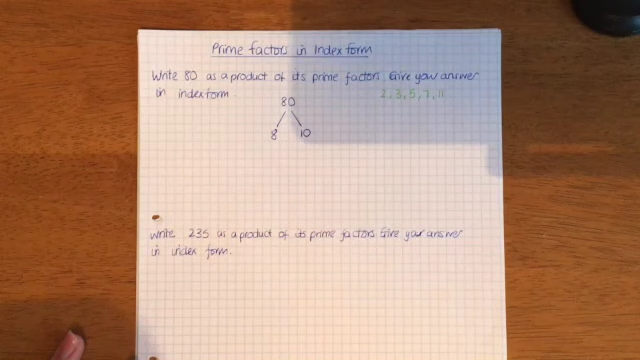 Prime factors in Index form
Write 80 as a product of its prime factors. Give your answer
in index form.
2, 3, 5, 7, 11
80
8 10
Write 235 as a product of its prime factors. Give your answer
in index form.